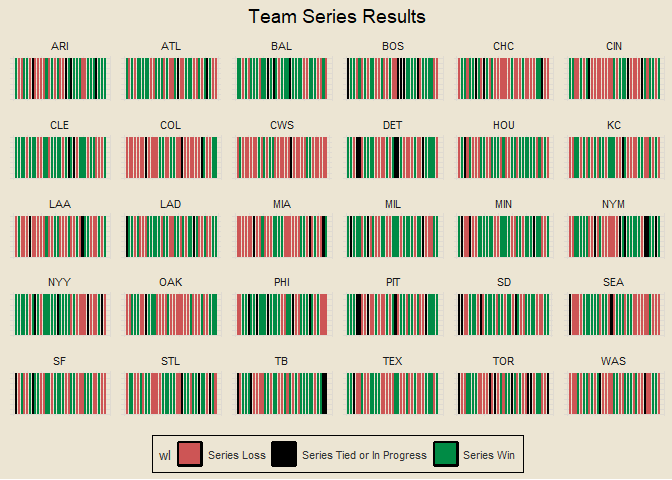 Team Series Results
ARI ATL BAL BOS CHC CIN
CLE COL CWS DET HOU KC
LAA LAD MIA MIL MIN NYM
NYY OAK PHI PIT SD SEA
SF STL TB TEX TOR WAS
wl Series Loss Series Tied or In Progress Series Win